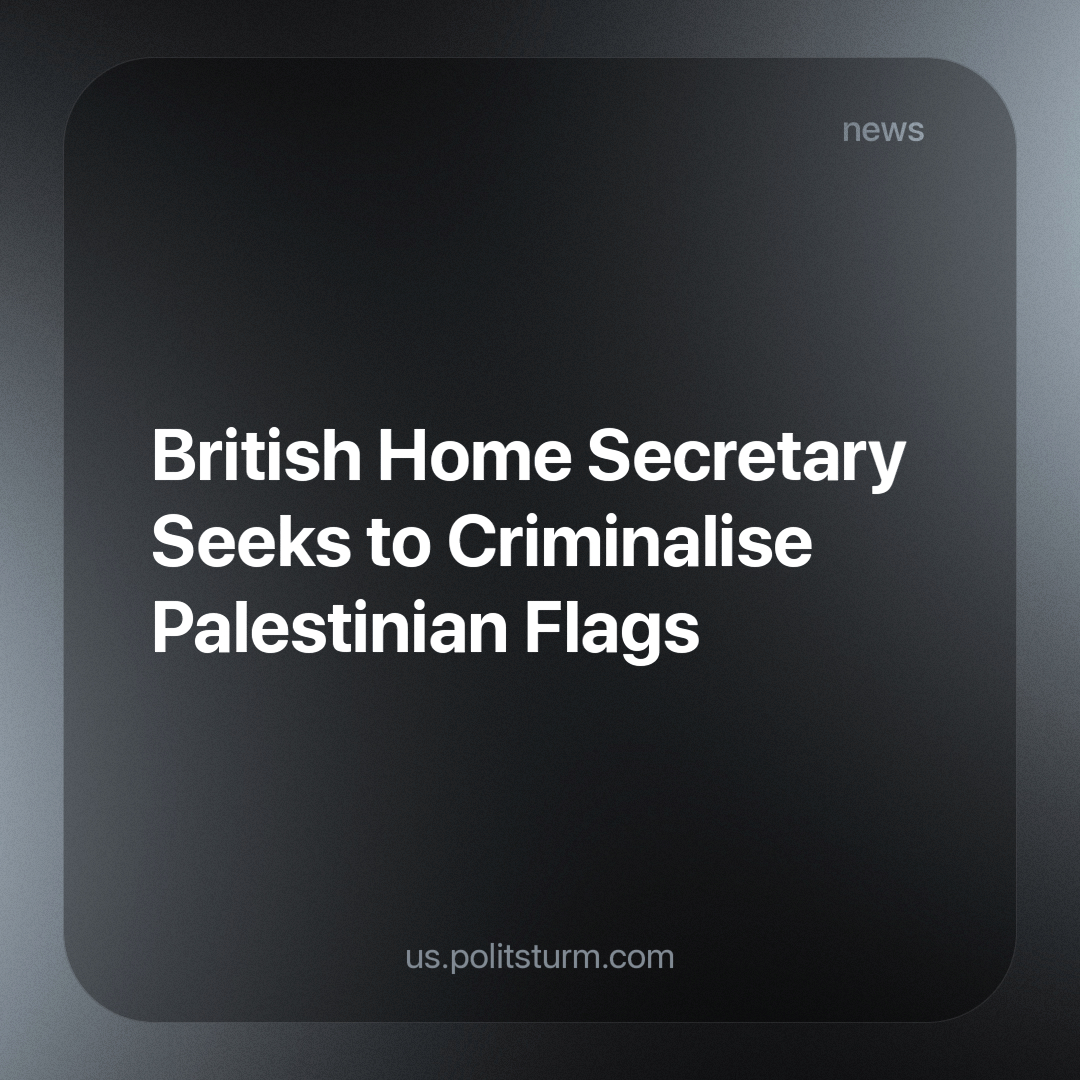 news
British Home Secretary
Seeks to Criminalise
Palestinian Flags
us.politsturm.com